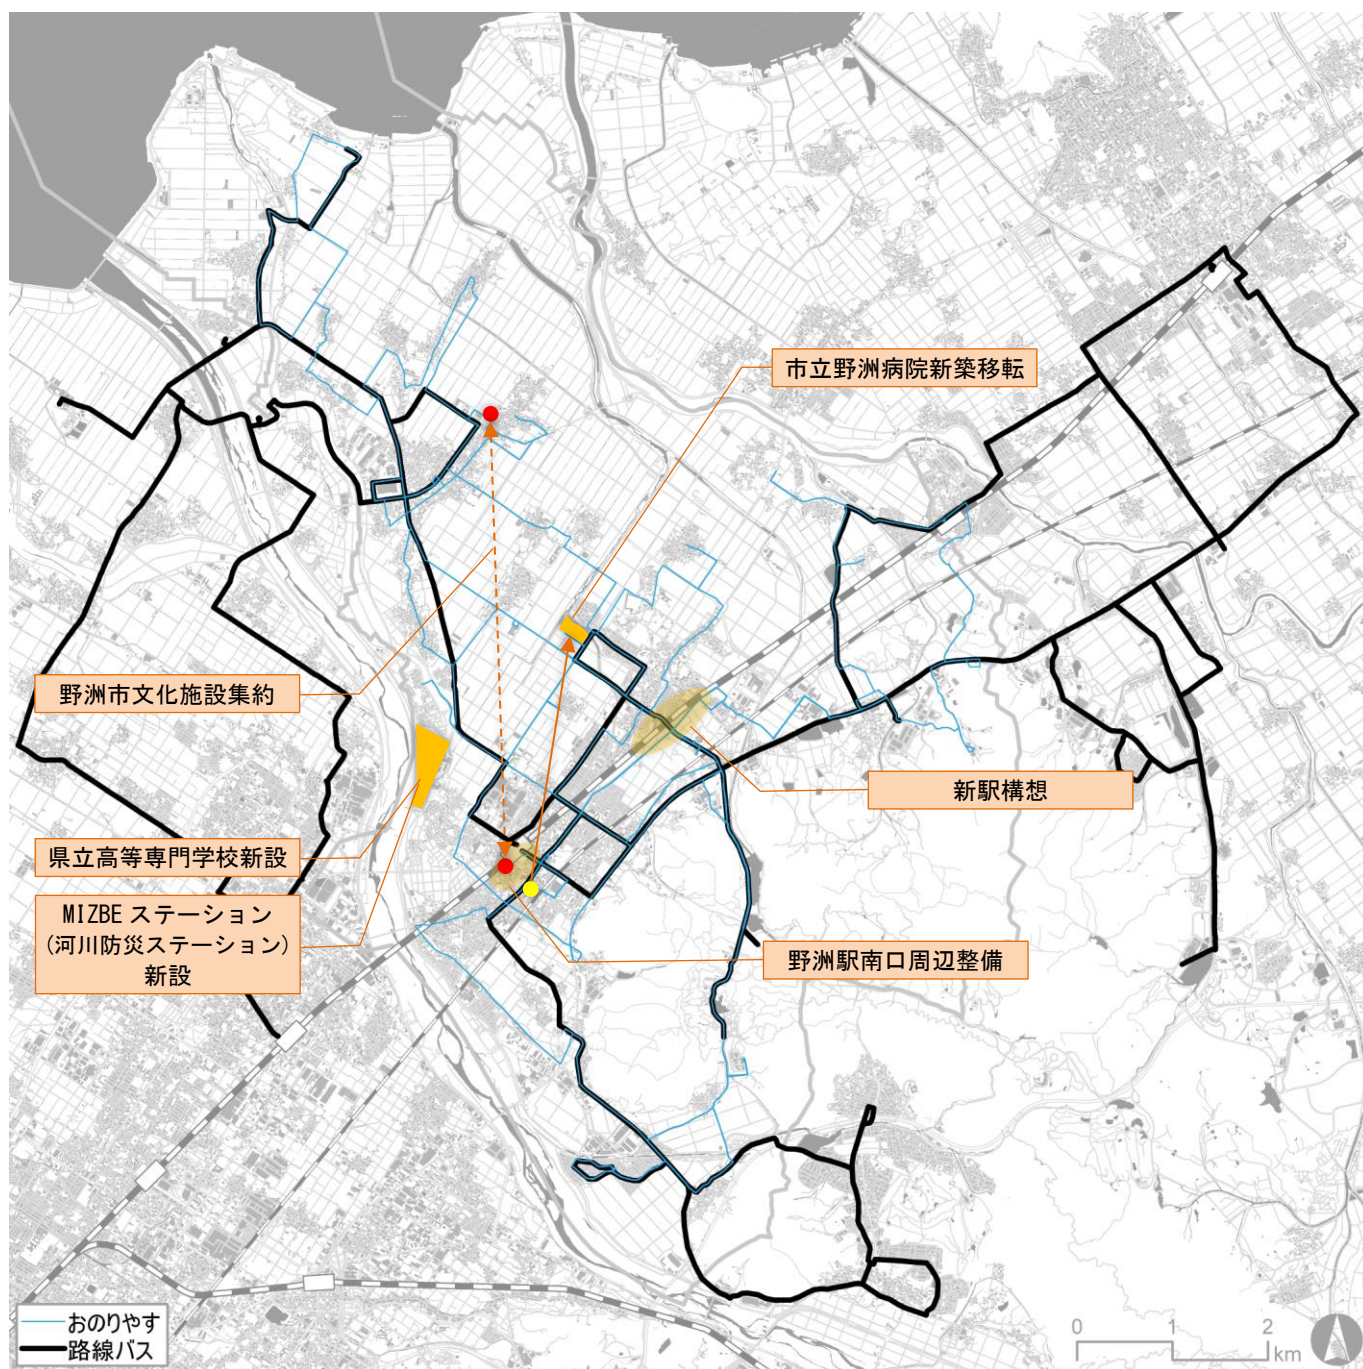 市立野洲病院新築移転
野洲市文化施設集約
新駅構想
県立高等専門学校新設
MIZBE ステーション
(河川防災ステーション)
新設
野洲駅南口周辺整備
おのりやす
路線バス
0 1 2
km